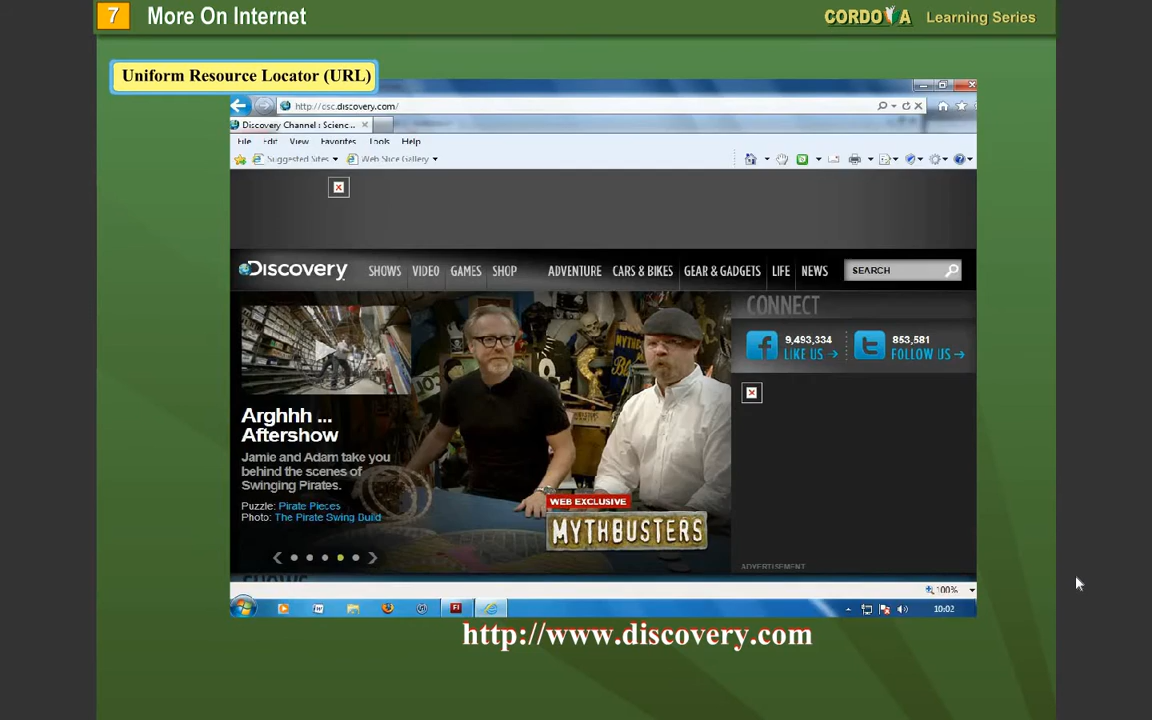 7 More On Internet
CORDOVA Learning Series
Uniform Resource Locator (URL)
http://dsc.discovery.com/
Discovery Channel : Scienc...
File Edit View Favorites Tools Help
Suggested Sites Web Slice Gallery
Discovery SHOWS VIDEO GAMES SHOP ADVENTURE CARS & BIKES GEAR & GADGETS LIFE NEWS SEARCH
CONNECT
9,493,334
LIKE US
853,581
FOLLOW US
Arghhh ...
Aftershow
Jamie and Adam take you
behind the scenes of
Swinging Pirates.
Puzzle: Pirate Pieces
Photo: The Pirate Swing Build
WEB EXCLUSIVE
MYTHBUSTERS
ADVERTISEMENT
SHOWS
100%
10:02
http://www.discovery.com